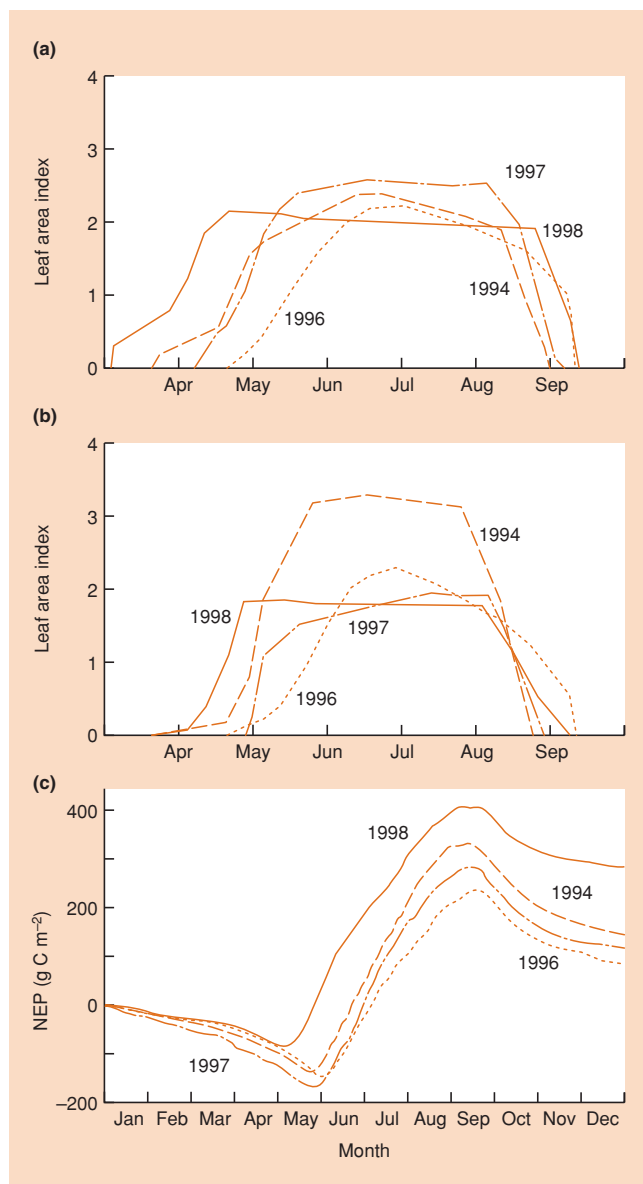 (a)
4
3
2
1
0
Leaf area index
1997
1998
1994
1996
Apr May Jun Jul Aug Sep
(b)
4
3
2
1
0
Leaf area index
1994
1998
1997
1996
Apr May Jun Jul Aug Sep
(c)
400
200
0
–200
NEP (g C m⁻²)
1998
1994
1996
1997
Jan Feb Mar Apr May Jun Jul Aug Sep Oct Nov Dec
Month